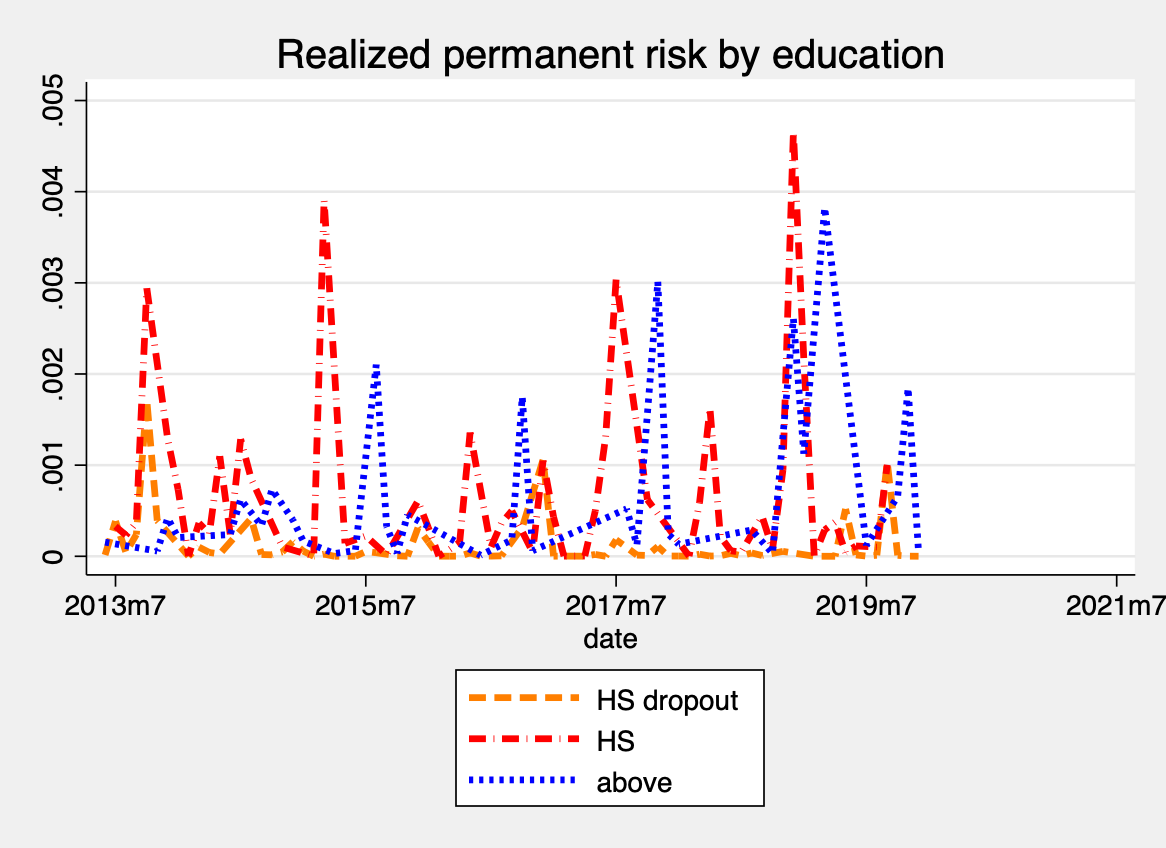 Realized permanent risk by education
.005
.004
.003
.002
.001
0
2013m7 2015m7 2017m7 2019m7 2021m7
date
HS dropout
HS
above